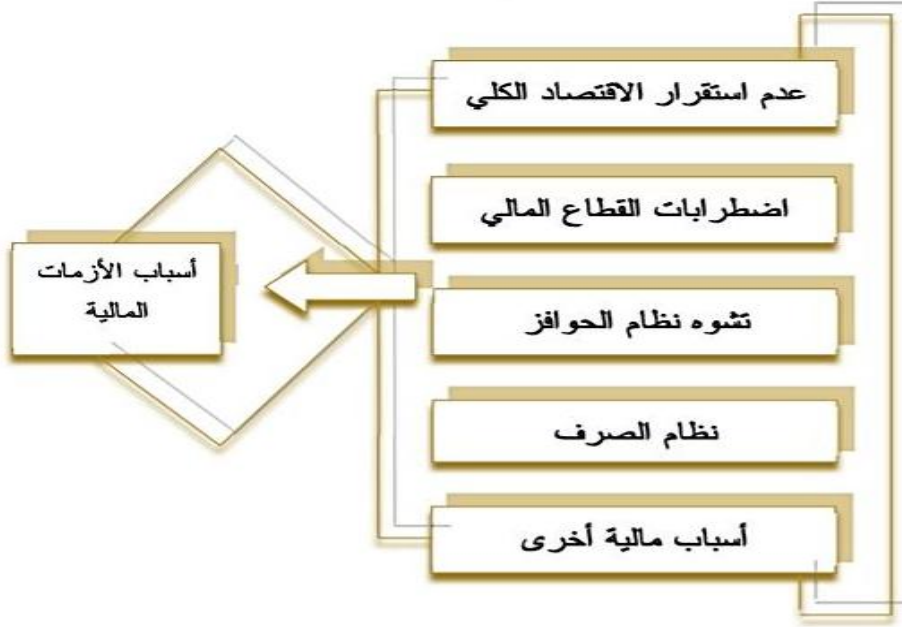 عدم استقرار الاقتصاد الكلي
اضطرابات القطاع المالي
تشوه نظام الحوافز
نظام الصرف
أسباب مالية أخرى
أسباب الأزمات
المالية